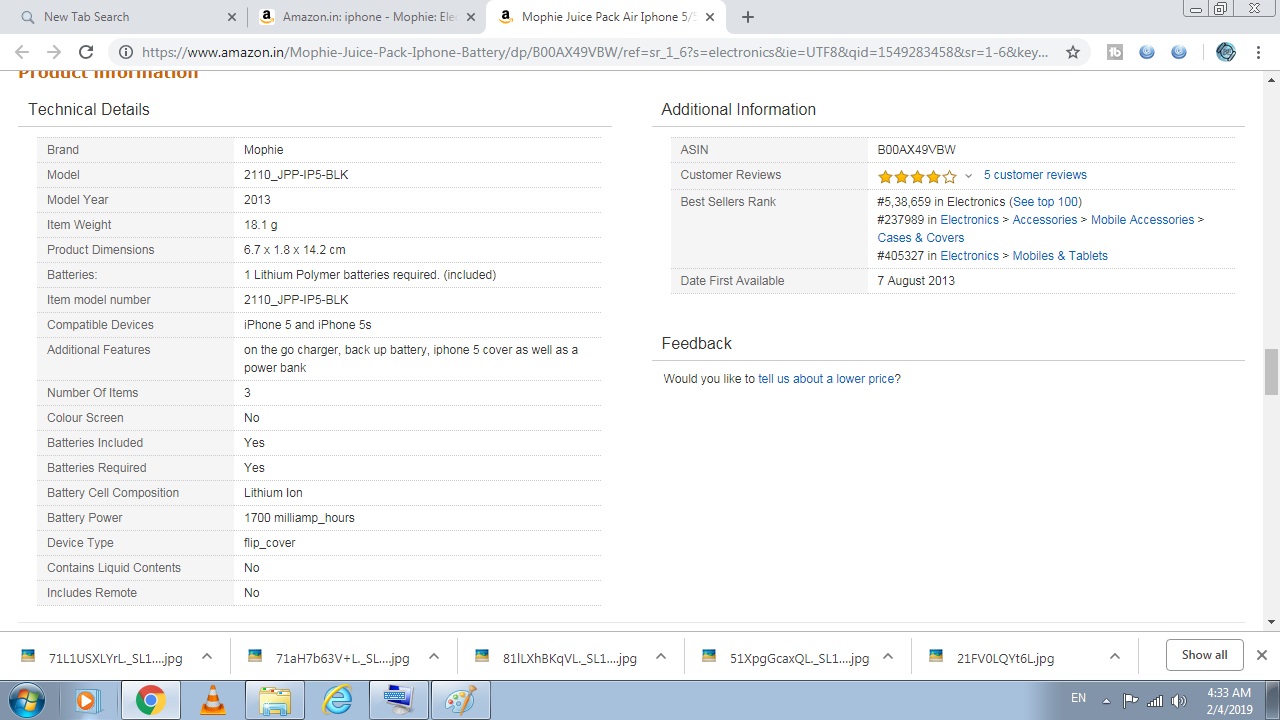 New Tab Search
Amazon.in: iphone - Mophie: Ele
Mophie Juice Pack Air Iphone 5/5
https://www.amazon.in/Mophie-Juice-Pack-Iphone-Battery/dp/B00AX49VBW/ref=sr_1_6?s=electronics&ie=UTF8&qid=1549283458&sr=1-6&key...
Product information
Technical Details
Brand Mophie
Model 2110_JPP-IP5-BLK
Model Year 2013
Item Weight 18.1 g
Product Dimensions 6.7 x 1.8 x 14.2 cm
Batteries: 1 Lithium Polymer batteries required. (included)
Item model number 2110_JPP-IP5-BLK
Compatible Devices iPhone 5 and iPhone 5s
Additional Features on the go charger, back up battery, iphone 5 cover as well as a
power bank
Number Of Items 3
Colour Screen No
Batteries Included Yes
Batteries Required Yes
Battery Cell Composition Lithium Ion
Battery Power 1700 milliamp_hours
Device Type flip_cover
Contains Liquid Contents No
Includes Remote No
Additional Information
ASIN B00AX49VBW
Customer Reviews 5 customer reviews
Best Sellers Rank #5,38,659 in Electronics (See top 100)
#237989 in Electronics > Accessories > Mobile Accessories >
Cases & Covers
#405327 in Electronics > Mobiles & Tablets
Date First Available 7 August 2013
Feedback
Would you like to tell us about a lower price?
71L1USXLYrL._SL1....jpg
71aH7b63V+L_SL....jpg
81lLXhBKqVL._SL1....jpg
51XpgGcaxQL._SL1....jpg
21FV0LQYt6L.jpg
Show all
EN
4:33 AM
2/4/2019